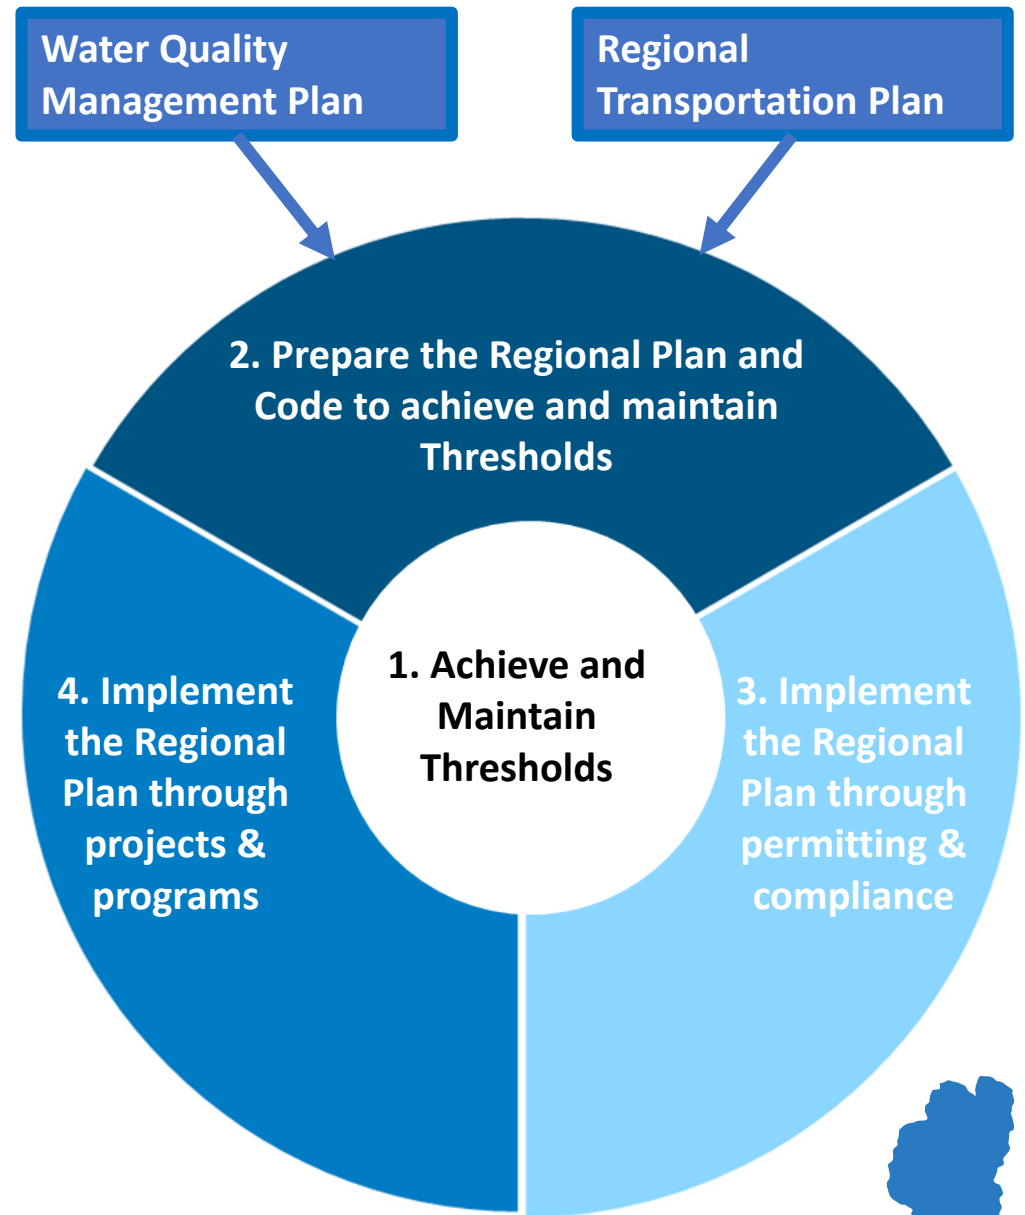 Water Quality
Management Plan
Regional
Transportation Plan
2. Prepare the Regional Plan and
Code to achieve and maintain
Thresholds
1. Achieve and
Maintain
Thresholds
4. Implement
the Regional
Plan through
projects &
programs
3. Implement
the Regional
Plan through
permitting &
compliance